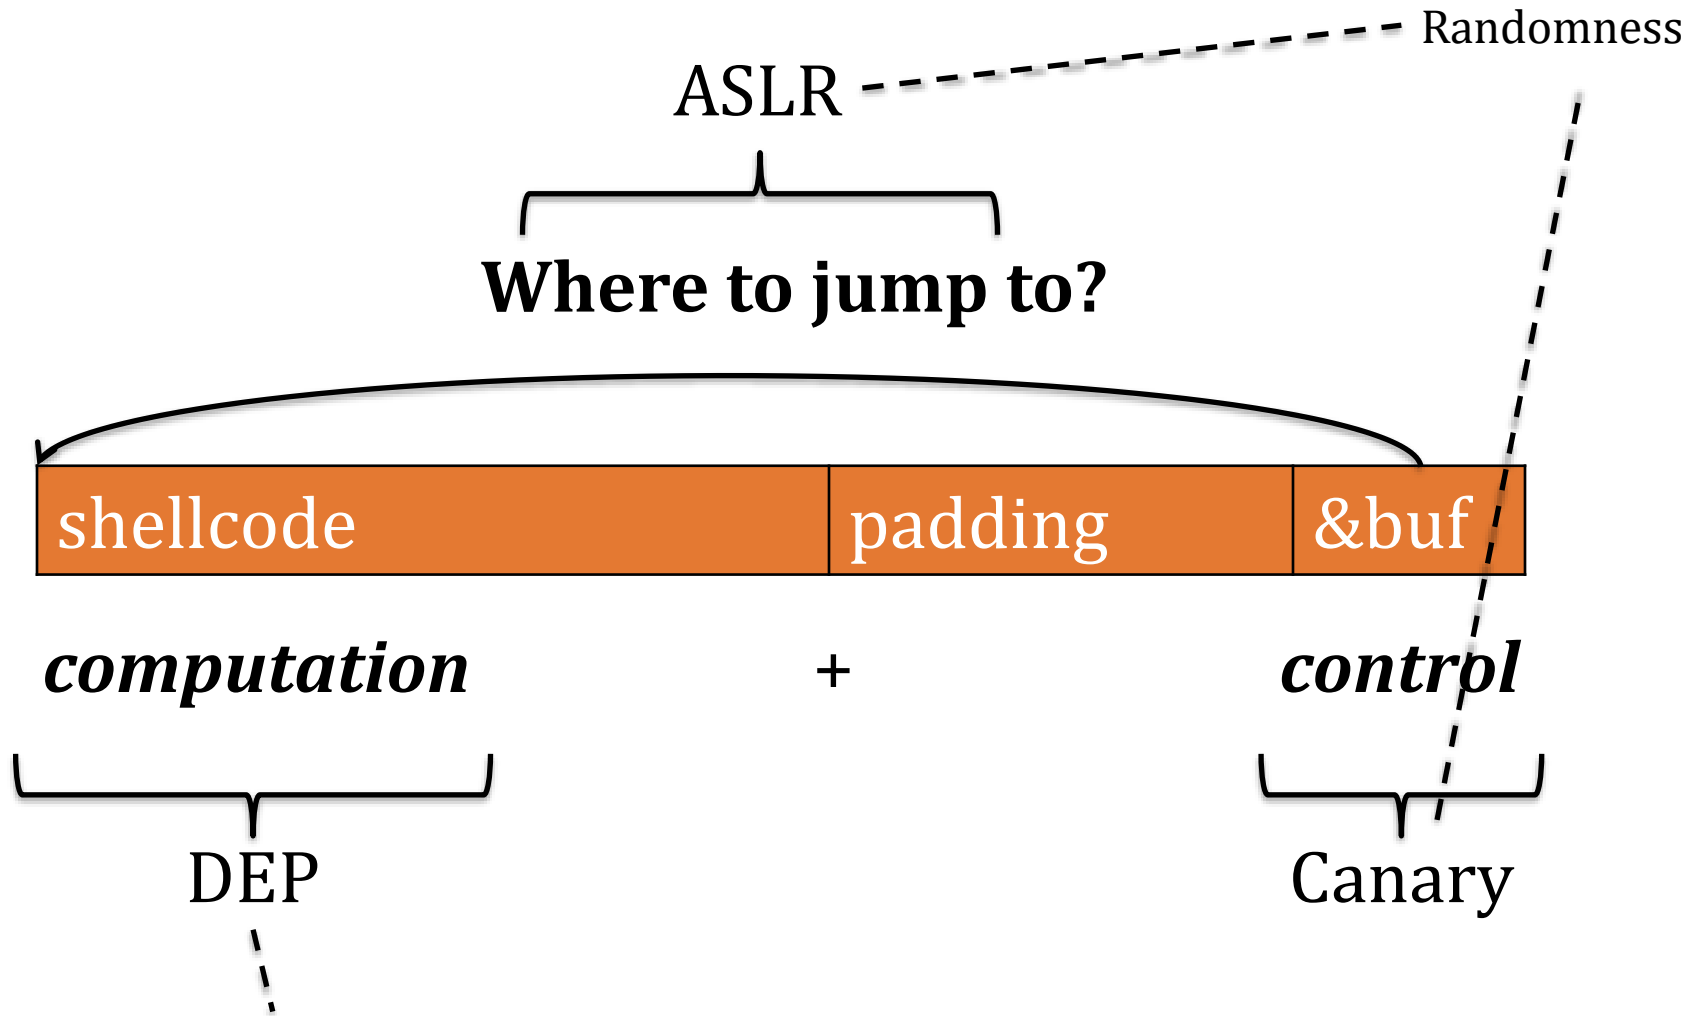 Randomness
ASLR
Where to jump to?
shellcode padding &buf
computation + control
DEP Canary